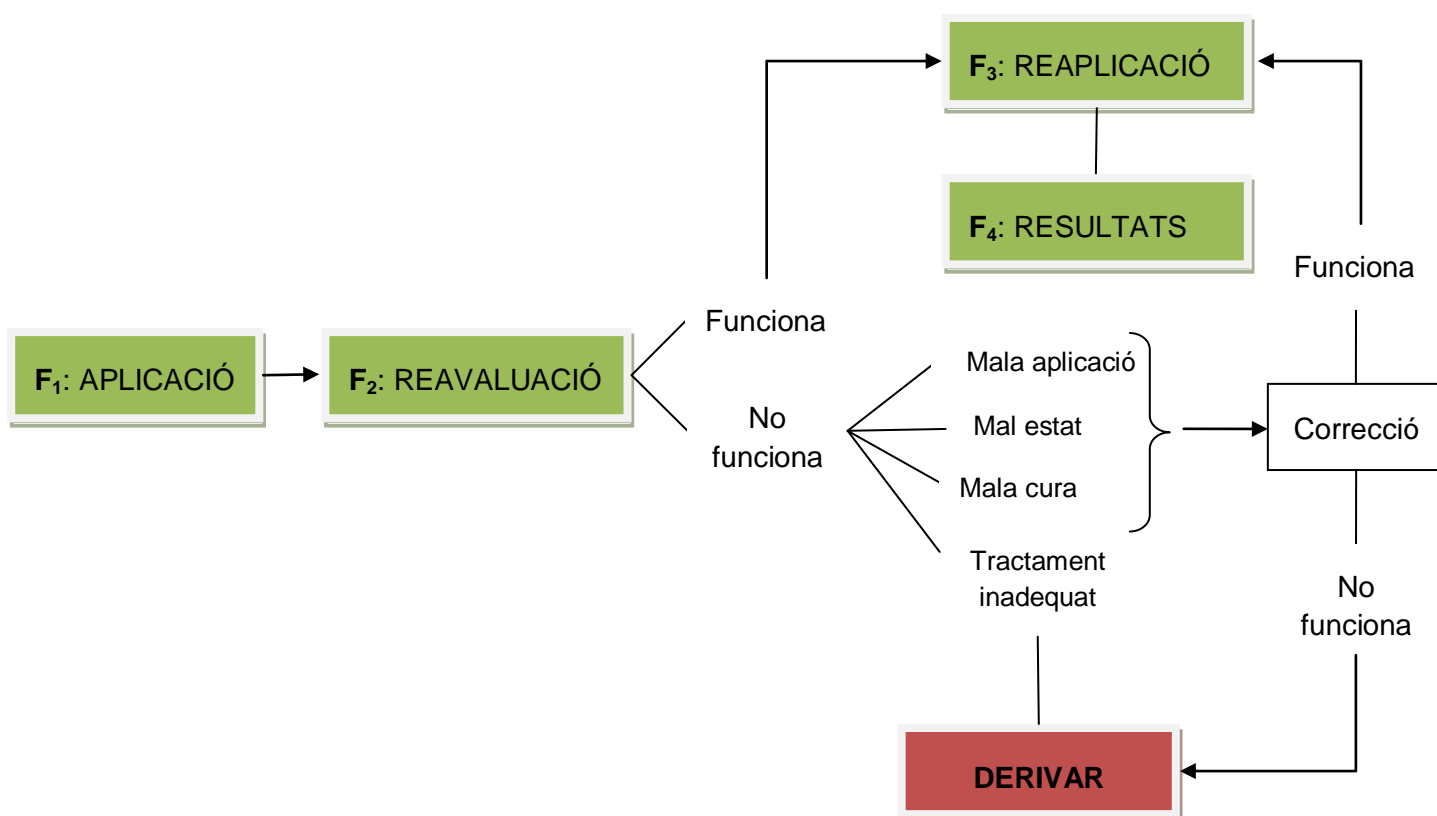 F₃: REAPLICACIÓ
F₄: RESULTATS
Funciona
Funciona
F₁: APLICACIÓ
F₂: REAVALUACIÓ
No
funciona
Mala aplicació
Mal estat
Mala cura
Tractament
inadequat
Correcció
No
funciona
DERIVAR